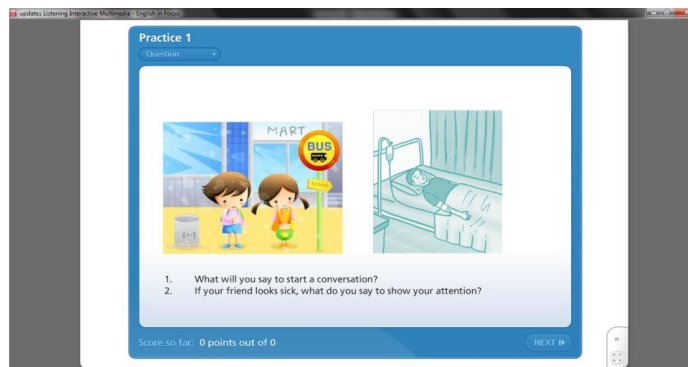 updates Listening Interactive Multimedia - English in Focus
Practice 1
Question
MART
BUS
1. What will you say to start a conversation?
2. If your friend looks sick, what do you say to show your attention?
Score so far: 0 points out of 0
NEXT